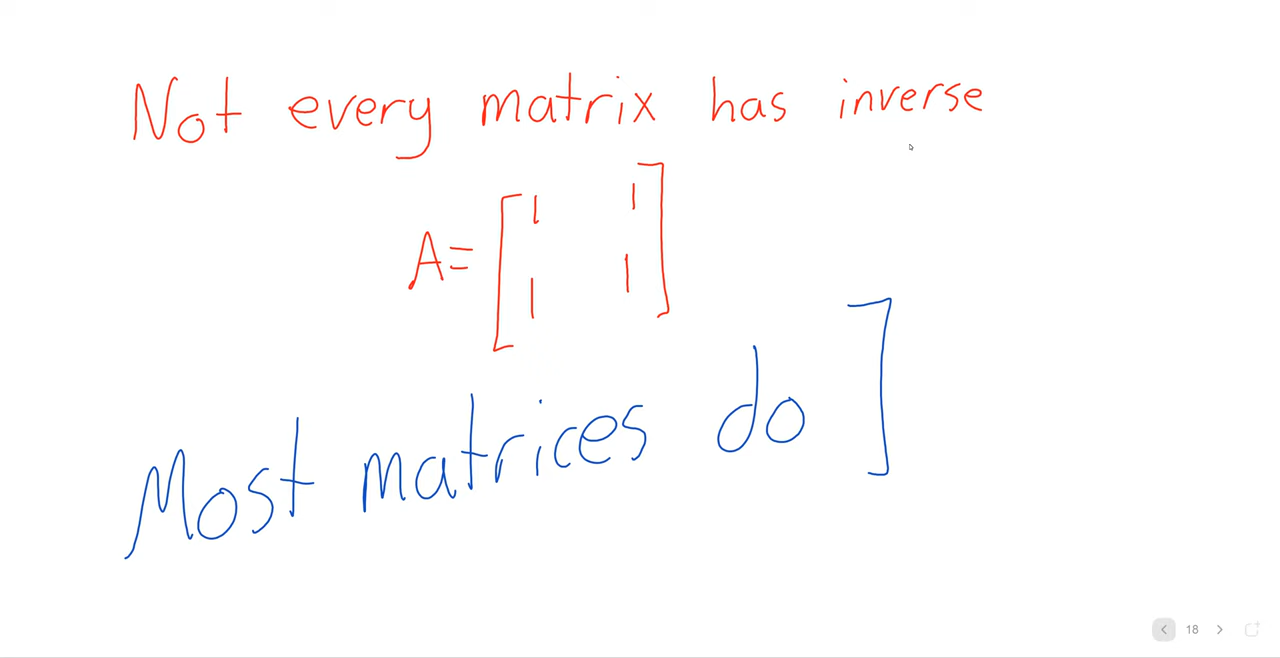 Not every matrix has inverse
A = [ 1 1
1 1 ]
Most matrices do ]
18